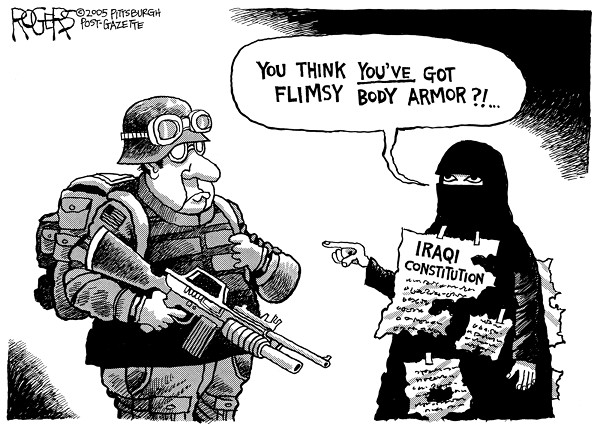 ROGERS ©2005 PITTSBURGH
POST-GAZETTE
YOU THINK YOU'VE GOT
FLIMSY BODY ARMOR?!...
IRAQI
CONSTITUTION